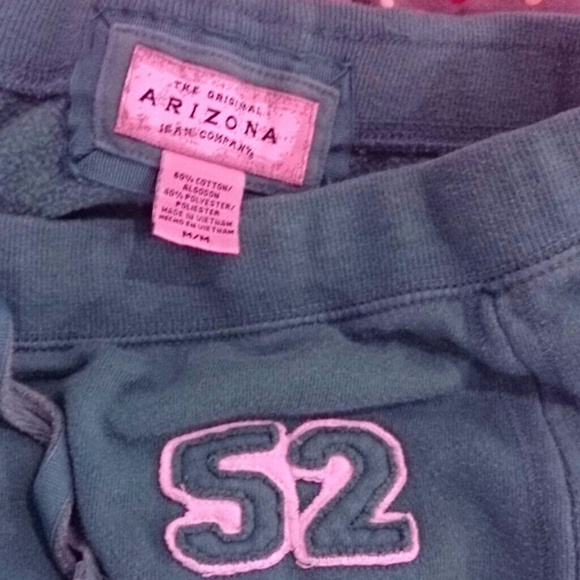 THE ORIGINAL
ARIZONA
JEAN COMPANY
60% COTTON/
ALGODON
40% POLYESTER/
POLIESTER
MADE IN VIETNAM
HECHO EN VIETNAM
M/M
52